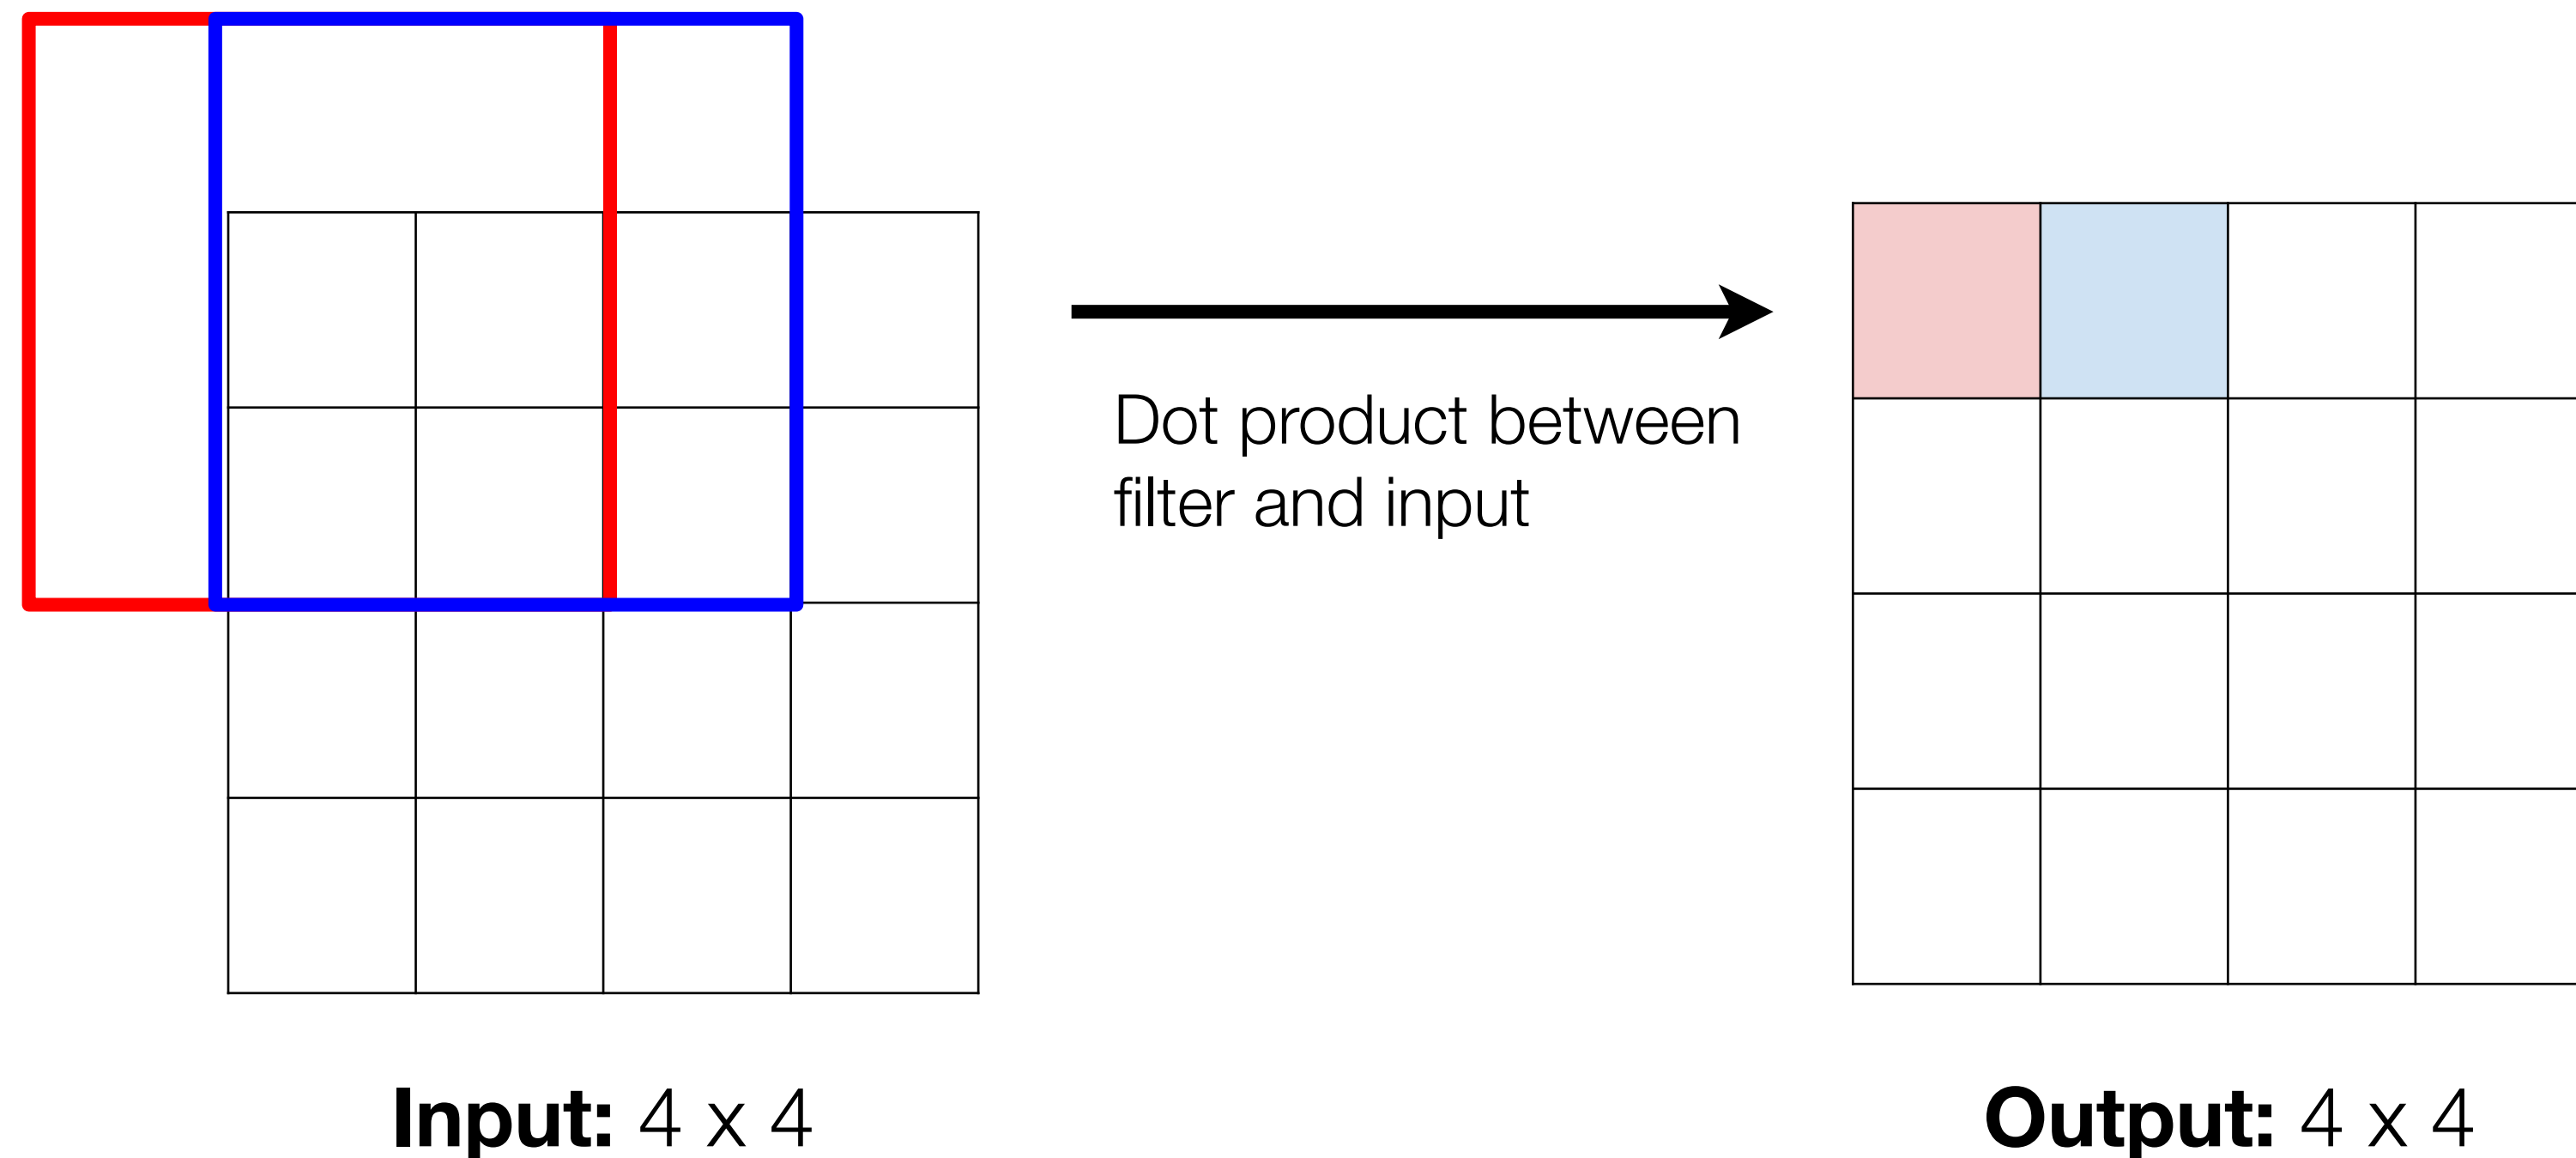 Dot product between
filter and input
Input: 4 x 4
Output: 4 x 4